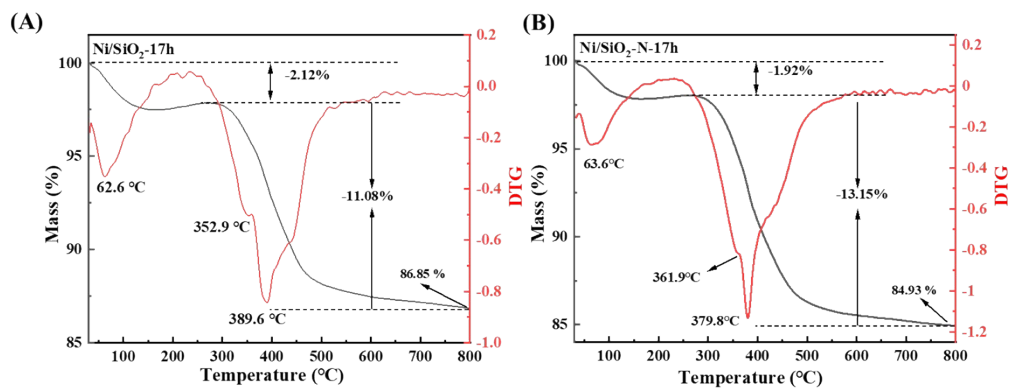 (A)
Ni/SiO₂-17h
100
95
90
85
Mass (%)
-2.12%
-11.08%
62.6 ℃
352.9 ℃
389.6 ℃
86.85 %
0.2
0
-0.2
-0.4
-0.6
-0.8
-1.0
DTG
100 200 300 400 500 600 700 800
Temperature (℃)
(B)
Ni/SiO₂-N-17h
100
95
90
85
Mass (%)
-1.92%
-13.15%
63.6℃
361.9℃
379.8℃
84.93 %
0.2
0
-0.2
-0.4
-0.6
-0.8
-1
-1.2
DTG
100 200 300 400 500 600 700 800
Temperature (℃)